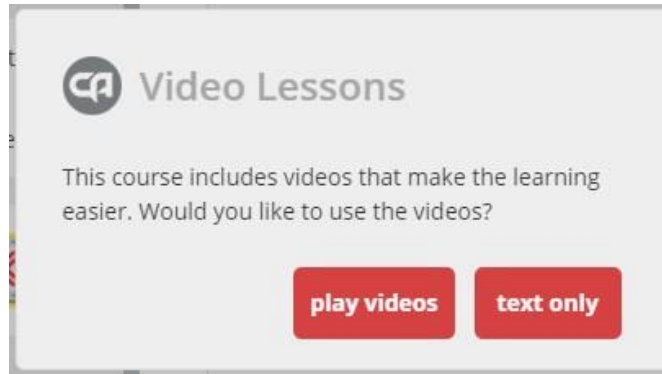 CA Video Lessons
This course includes videos that make the learning
easier. Would you like to use the videos?
play videos text only